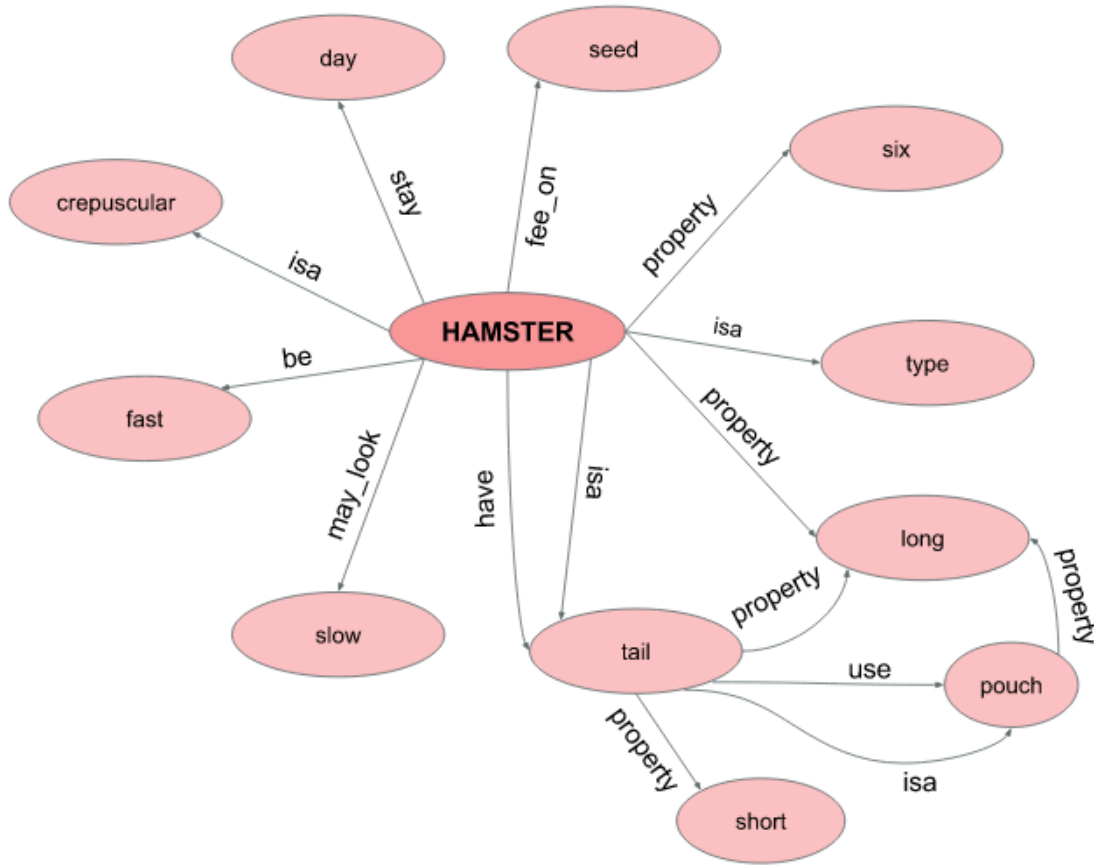 day
seed
six
crepuscular
stay
fee_on
property
isa
HAMSTER
isa
type
be
fast
property
may_look
have
isa
long
property
property
slow
tail
use
pouch
property
isa
short